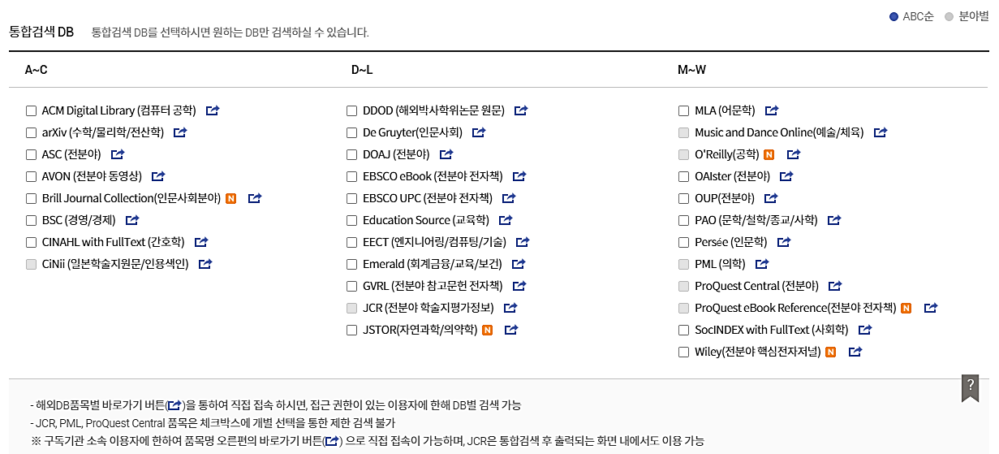 ABC순 분야별
통합검색 DB 통합검색 DB를 선택하시면 원하는 DB만 검색하실 수 있습니다.
A~C
ACM Digital Library (컴퓨터 공학)
arXiv (수학/물리학/전산학)
ASC (전분야)
AVON (전분야 동영상)
Brill Journal Collection(인문사회분야) N
BSC (경영/경제)
CINAHL with FullText (간호학)
CiNii (일본학술지원문/인용색인)
D~L
DDOD (해외박사학위논문 원문)
De Gruyter(인문사회)
DOAJ (전분야)
EBSCO eBook (전분야 전자책)
EBSCO UPC (전분야 전자책)
Education Source (교육학)
EECT (엔지니어링/컴퓨팅/기술)
Emerald (회계금융/교육/보건)
GVRL (전분야 참고문헌 전자책)
JCR (전분야 학술지평가정보)
JSTOR(자연과학/의약학) N
M~W
MLA (어문학)
Music and Dance Online(예술/체육)
O'Reilly(공학) N
OAIster (전분야)
OUP(전분야)
PAO (문학/철학/종교/사학)
Persée (인문학)
PML (의학)
ProQuest Central (전분야)
ProQuest eBook Reference(전분야 전자책) N
SocINDEX with FullText (사회학)
Wiley(전분야 핵심전자저널) N
?
- 해외DB품목별 바로가기 버튼( )을 통하여 직접 접속 하시면, 접근 권한이 있는 이용자에 한해 DB별 검색 가능
- JCR, PML, ProQuest Central 품목은 체크박스에 개별 선택을 통한 제한 검색 불가
※ 구독기관 소속 이용자에 한하여 품목명 오른편의 바로가기 버튼( ) 으로 직접 접속이 가능하며, JCR은 통합검색 후 출력되는 화면 내에서도 이용 가능